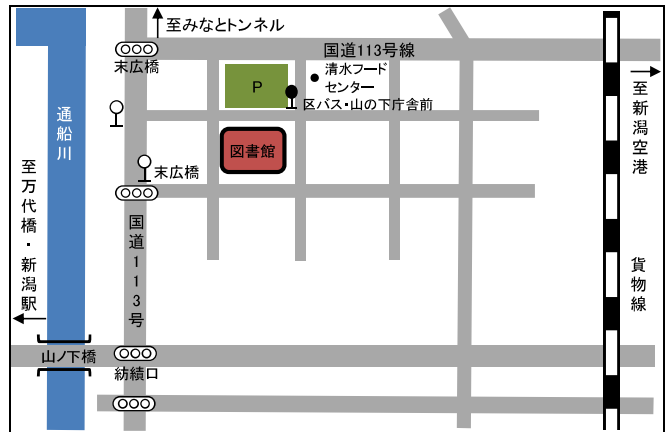 至みなとトンネル
国道113号線
末広橋
清水フード
センター
P
区バス・山の下庁舎前
至新潟空港
通船川
図書館
末広橋
至万代橋・新潟駅
国道113号
貨物線
山ノ下橋
紡績口